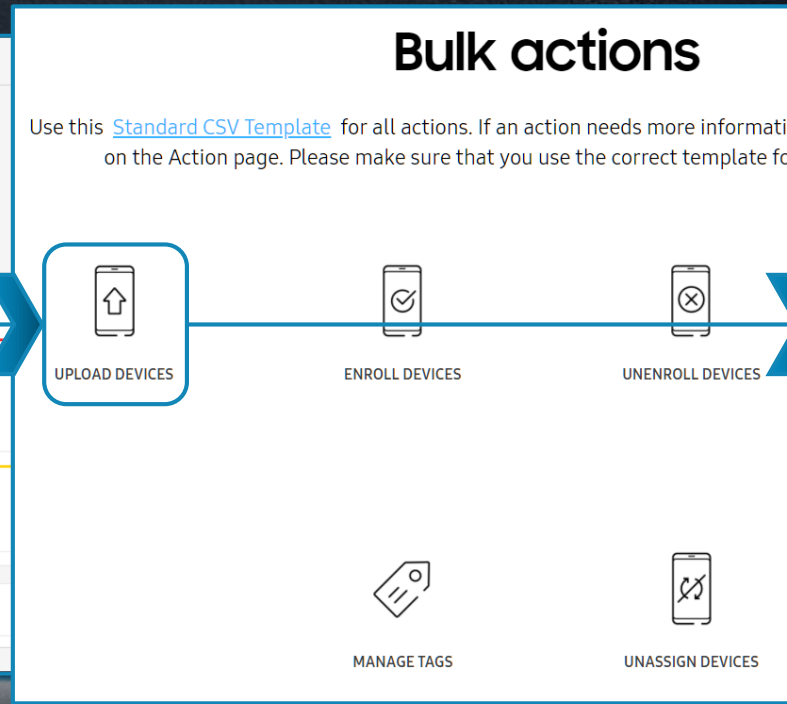 Bulk actions
Use this Standard CSV Template for all actions. If an action needs more informati
on the Action page. Please make sure that you use the correct template fo
UPLOAD DEVICES
ENROLL DEVICES
UNENROLL DEVICES
MANAGE TAGS
UNASSIGN DEVICES